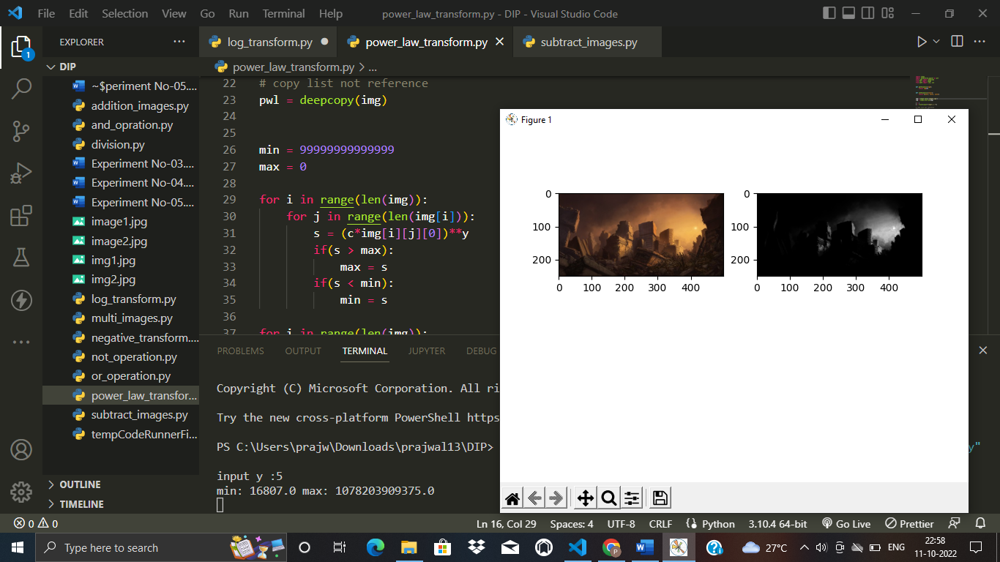 File Edit Selection View Go Run Terminal Help power_law_transform.py - DIP - Visual Studio Code
EXPLORER
log_transform.py
power_law_transform.py
subtract_images.py
DIP
power_law_transform.py > ...
~$periment No-05....
addition_images.py
and_opration.py
division.py
Experiment No-03....
Experiment No-04....
Experiment No-05....
image1.jpg
image2.jpg
img1.jpg
img2.jpg
log_transform.py
multi_images.py
negative_transform....
not_operation.py
or_operation.py
power_law_transfor...
subtract_images.py
tempCodeRunnerFi...
OUTLINE
TIMELINE
1
22 # copy list not reference
23 pwl = deepcopy(img)
24
25
26 min = 99999999999999
27 max = 0
28
29 for i in range(len(img)):
30 for j in range(len(img[i])):
31 s = (c*img[i][j][0])**y
32 if(s > max):
33 max = s
34 if(s < min):
35 min = s
36
37 for i in range(len(img)):
PROBLEMS OUTPUT TERMINAL JUPYTER DEBUG
Copyright (C) Microsoft Corporation. All ri
Try the new cross-platform PowerShell https
PS C:\Users\prajw\Downloads\prajwal13\DIP>
y"
input y :5
min: 16807.0 max: 1078203909375.0
Figure 1
0
100
200
0 100 200 300 400
0
100
200
0 100 200 300 400
0 0 Ln 16, Col 29 Spaces: 4 UTF-8 CRLF Python 3.10.4 64-bit Go Live Prettier
Type here to search
P
27°C ENG
22:58
11-10-2022